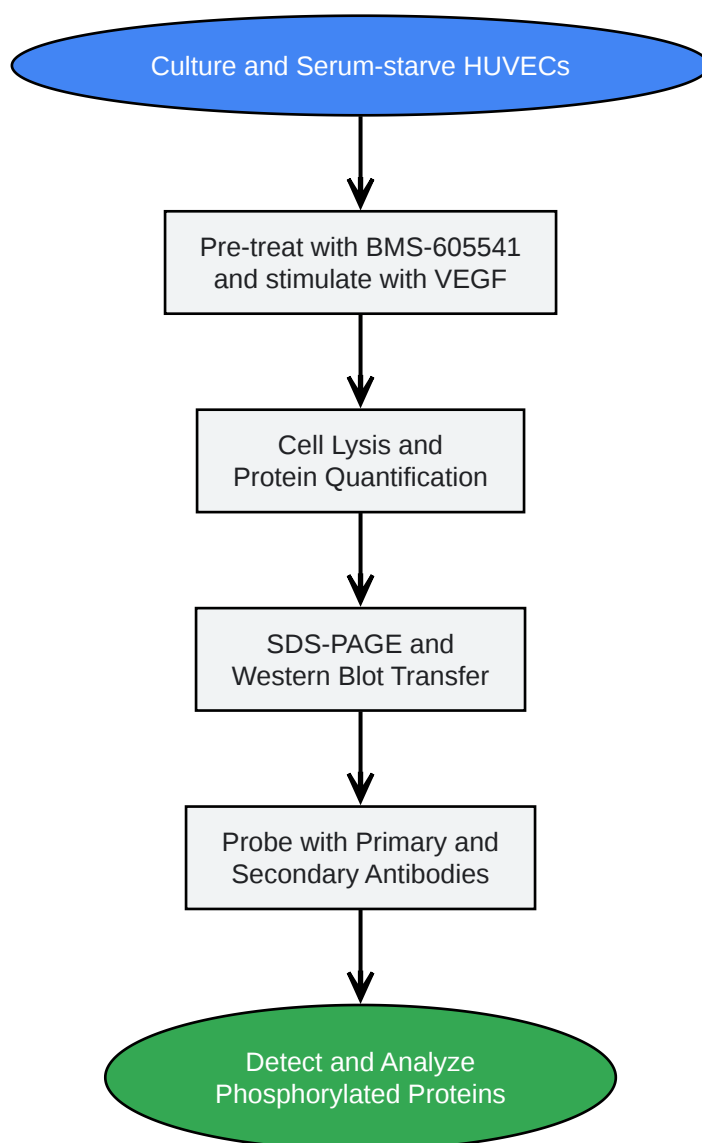 Culture and Serum-starve HUVECs
Pre-treat with BMS-605541
and stimulate with VEGF
Cell Lysis and
Protein Quantification
SDS-PAGE and
Western Blot Transfer
Probe with Primary and
Secondary Antibodies
Detect and Analyze
Phosphorylated Proteins